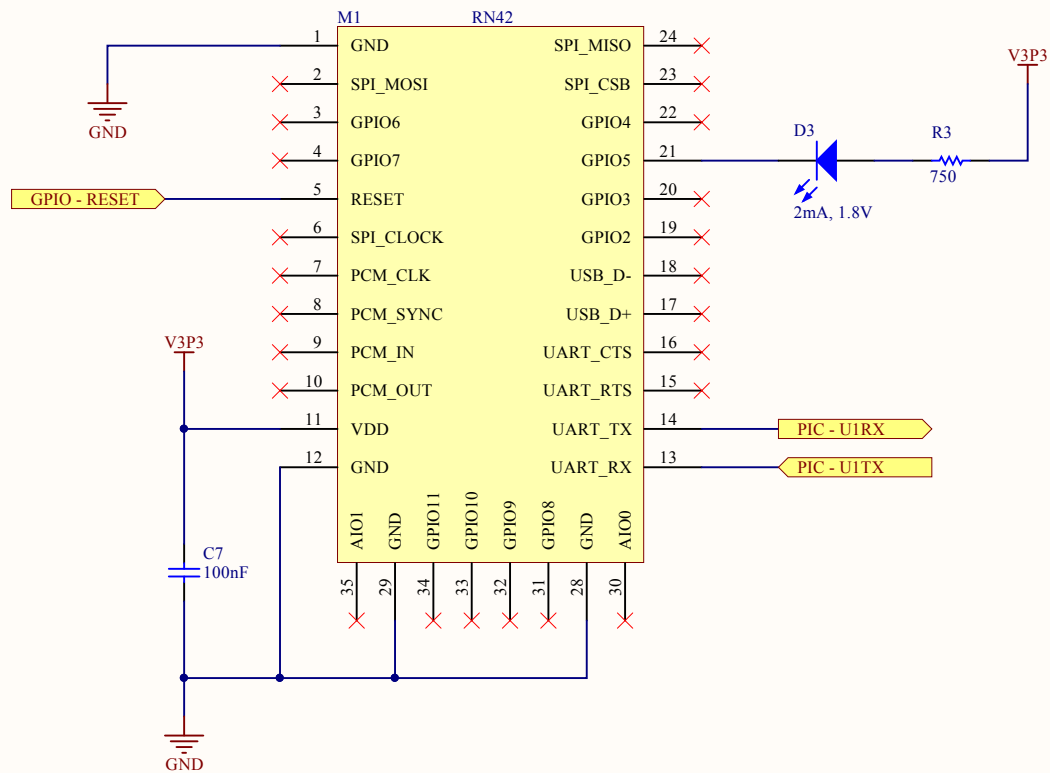 M1 RN42
1 GND SPI_MISO 24
V3P3
2 SPI_MOSI SPI_CSB 23
GND
3 GPIO6 GPIO4 22
D3 R3
4 GPIO7 GPIO5 21
750
GPIO - RESET 5 RESET GPIO3 20
2mA, 1.8V
6 SPI_CLOCK GPIO2 19
7 PCM_CLK USB_D- 18
8 PCM_SYNC USB_D+ 17
V3P3
9 PCM_IN UART_CTS 16
10 PCM_OUT UART_RTS 15
11 VDD UART_TX 14 PIC - U1RX
12 GND UART_RX 13 PIC - U1TX
AIO1 GND GPIO11 GPIO10 GPIO9 GPIO8 GND AIO0
C7
100nF
35 29 34 33 32 31 28 30
GND